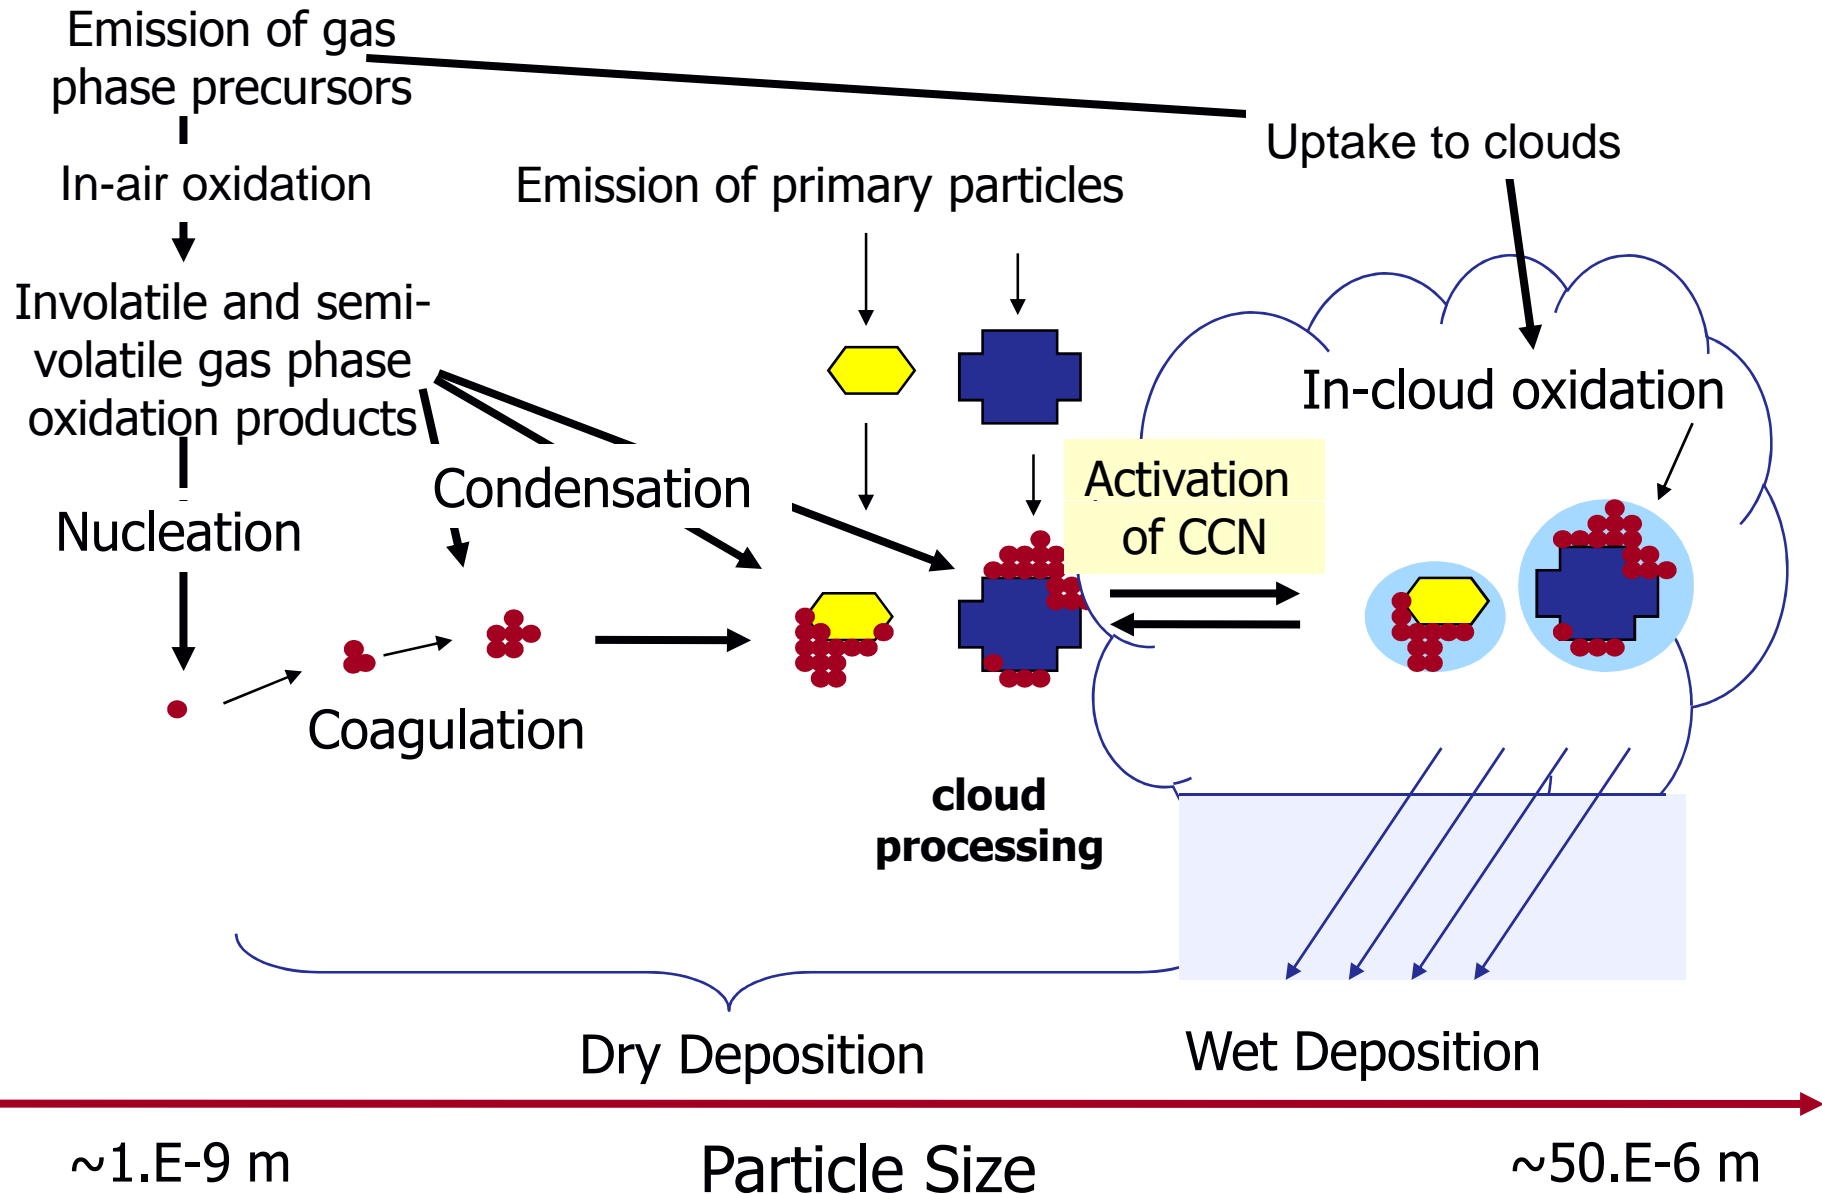 Emission of gas
phase precursors
In-air oxidation
Involatile and semi-
volatile gas phase
oxidation products
Nucleation
Condensation
Coagulation
Emission of primary particles
Uptake to clouds
In-cloud oxidation
Activation
of CCN
cloud
processing
Dry Deposition
Wet Deposition
~1.E-9 m
Particle Size
~50.E-6 m